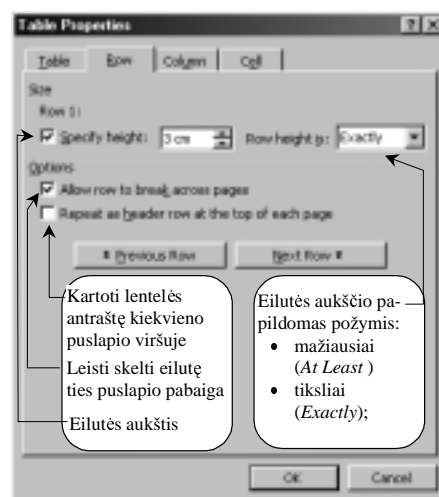 Table Properties
Table Row Column Cell
Size
Row 1:
Specify height: 3 cm Row height is: Exactly
Options
Allow row to break across pages
Repeat as header row at the top of each page
Previous Row Next Row
Kartoti lentelės
antraštę kiekvieno
puslapio viršuje
Leisti skelti eilutę
ties puslapio pabaiga
Eilutės aukštis
Eilutės aukščio pa-
pildomas požymis:
• mažiausiai
(At Least )
• tiksliai
(Exactly);
OK Cancel